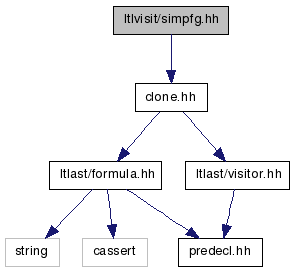 ltlvisit/simpfg.hh
clone.hh
ltlast/formula.hh
ltlast/visitor.hh
string
cassert
predecl.hh